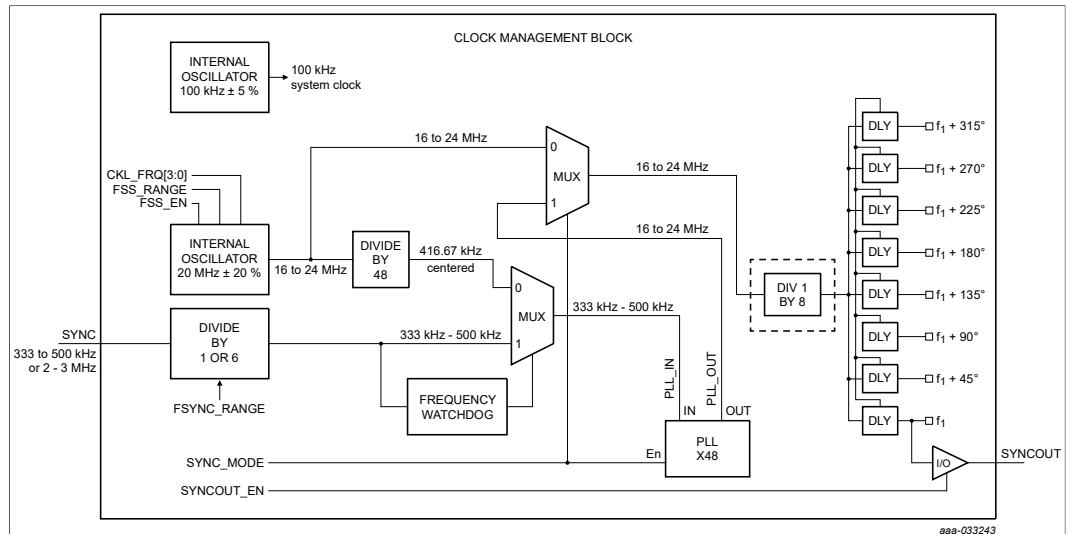 CLOCK MANAGEMENT BLOCK
INTERNAL
OSCILLATOR
100 kHz ± 5 %
100 kHz
system clock
CKL_FRQ[3:0]
FSS_RANGE
FSS_EN
INTERNAL
OSCILLATOR
20 MHz ± 20 %
16 to 24 MHz
16 to 24 MHz
DIVIDE
BY
48
416.67 kHz
centered
0
MUX
1
16 to 24 MHz
16 to 24 MHz
0
MUX
1
333 kHz - 500 kHz
333 kHz - 500 kHz
SYNC
333 to 500 kHz
or 2 - 3 MHz
DIVIDE
BY
1 OR 6
FSYNC_RANGE
FREQUENCY
WATCHDOG
PLL_IN
PLL_OUT
IN
OUT
En
PLL
X48
SYNC_MODE
SYNCOUT_EN
DIV 1
BY 8
DLY
f1 + 315°
DLY
f1 + 270°
DLY
f1 + 225°
DLY
f1 + 180°
DLY
f1 + 135°
DLY
f1 + 90°
DLY
f1 + 45°
DLY
f1
I/O
SYNCOUT
aaa-033243